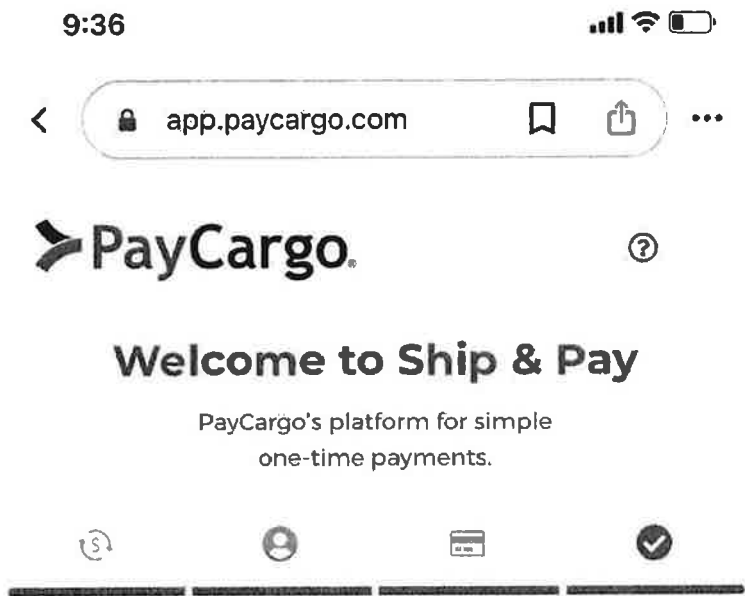 9:36
app.paycargo.com
PayCargo®
Welcome to Ship & Pay
PayCargo's platform for simple
one-time payments.